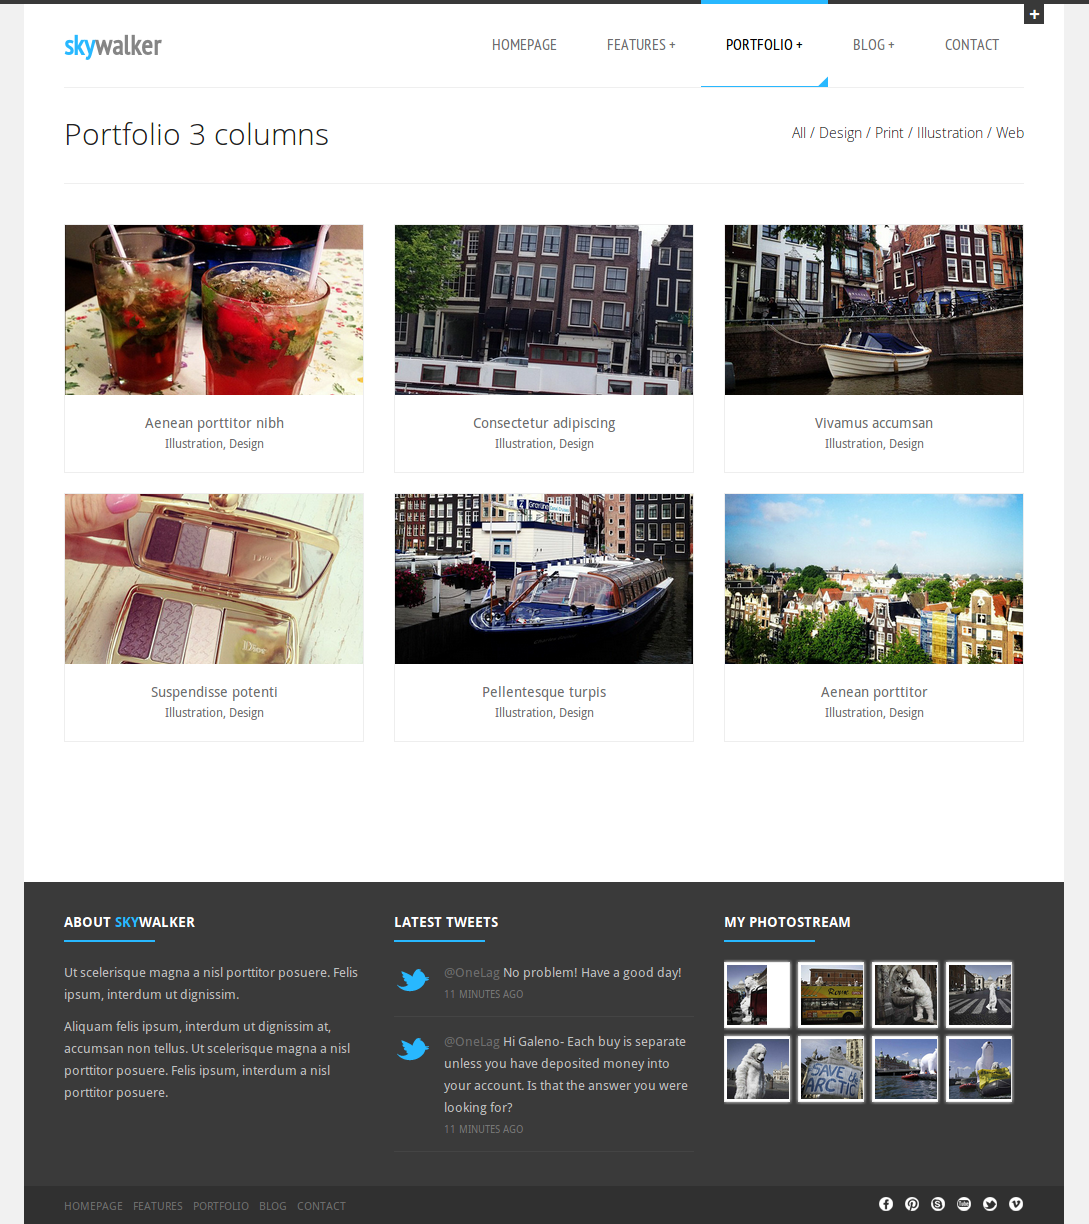 +
skywalker
HOMEPAGE FEATURES + PORTFOLIO + BLOG + CONTACT
Portfolio 3 columns
All / Design / Print / Illustration / Web
Aenean porttitor nibh
Illustration, Design
Consectetur adipiscing
Illustration, Design
Vivamus accumsan
Illustration, Design
Dior
Suspendisse potenti
Illustration, Design
Pellentesque turpis
Illustration, Design
Aenean porttitor
Illustration, Design
ABOUT SKYWALKER
Ut scelerisque magna a nisl porttitor posuere. Felis
ipsum, interdum ut dignissim.
Aliquam felis ipsum, interdum ut dignissim at,
accumsan non tellus. Ut scelerisque magna a nisl
porttitor posuere. Felis ipsum, interdum a nisl
porttitor posuere.
LATEST TWEETS
@OneLag No problem! Have a good day!
11 MINUTES AGO
@OneLag Hi Galeno- Each buy is separate
unless you have deposited money into
your account. Is that the answer you were
looking for?
11 MINUTES AGO
MY PHOTOSTREAM
SAVE
ARCTIC
HOMEPAGE FEATURES PORTFOLIO BLOG CONTACT